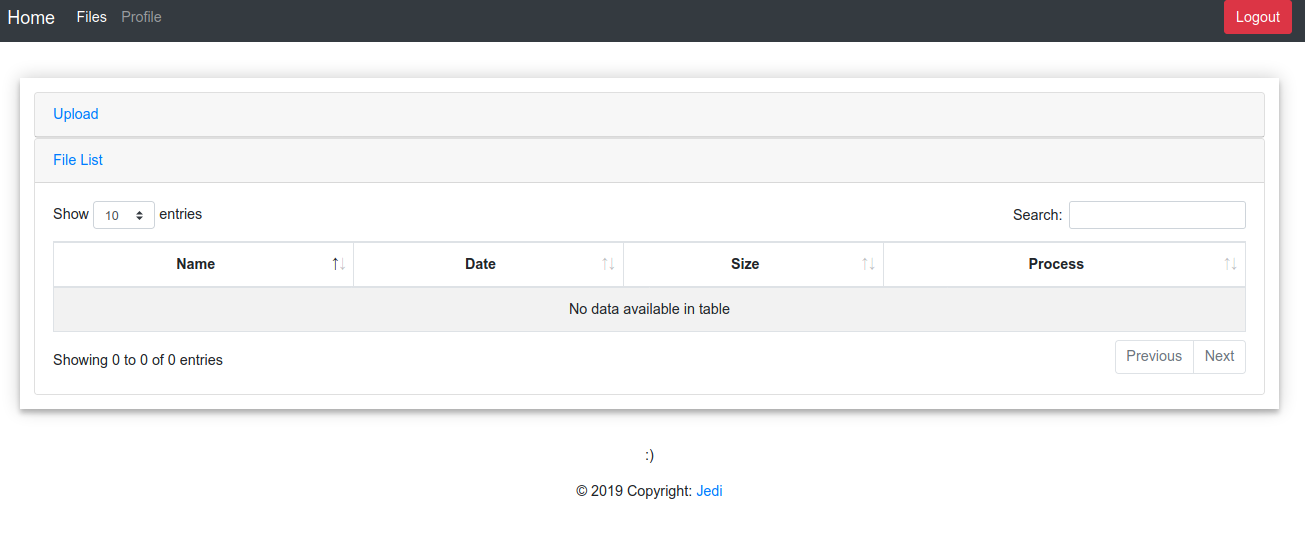 Home Files Profile Logout
Upload
File List
Show 10 entries Search:
Name Date Size Process
No data available in table
Showing 0 to 0 of 0 entries Previous Next
:)
© 2019 Copyright: Jedi